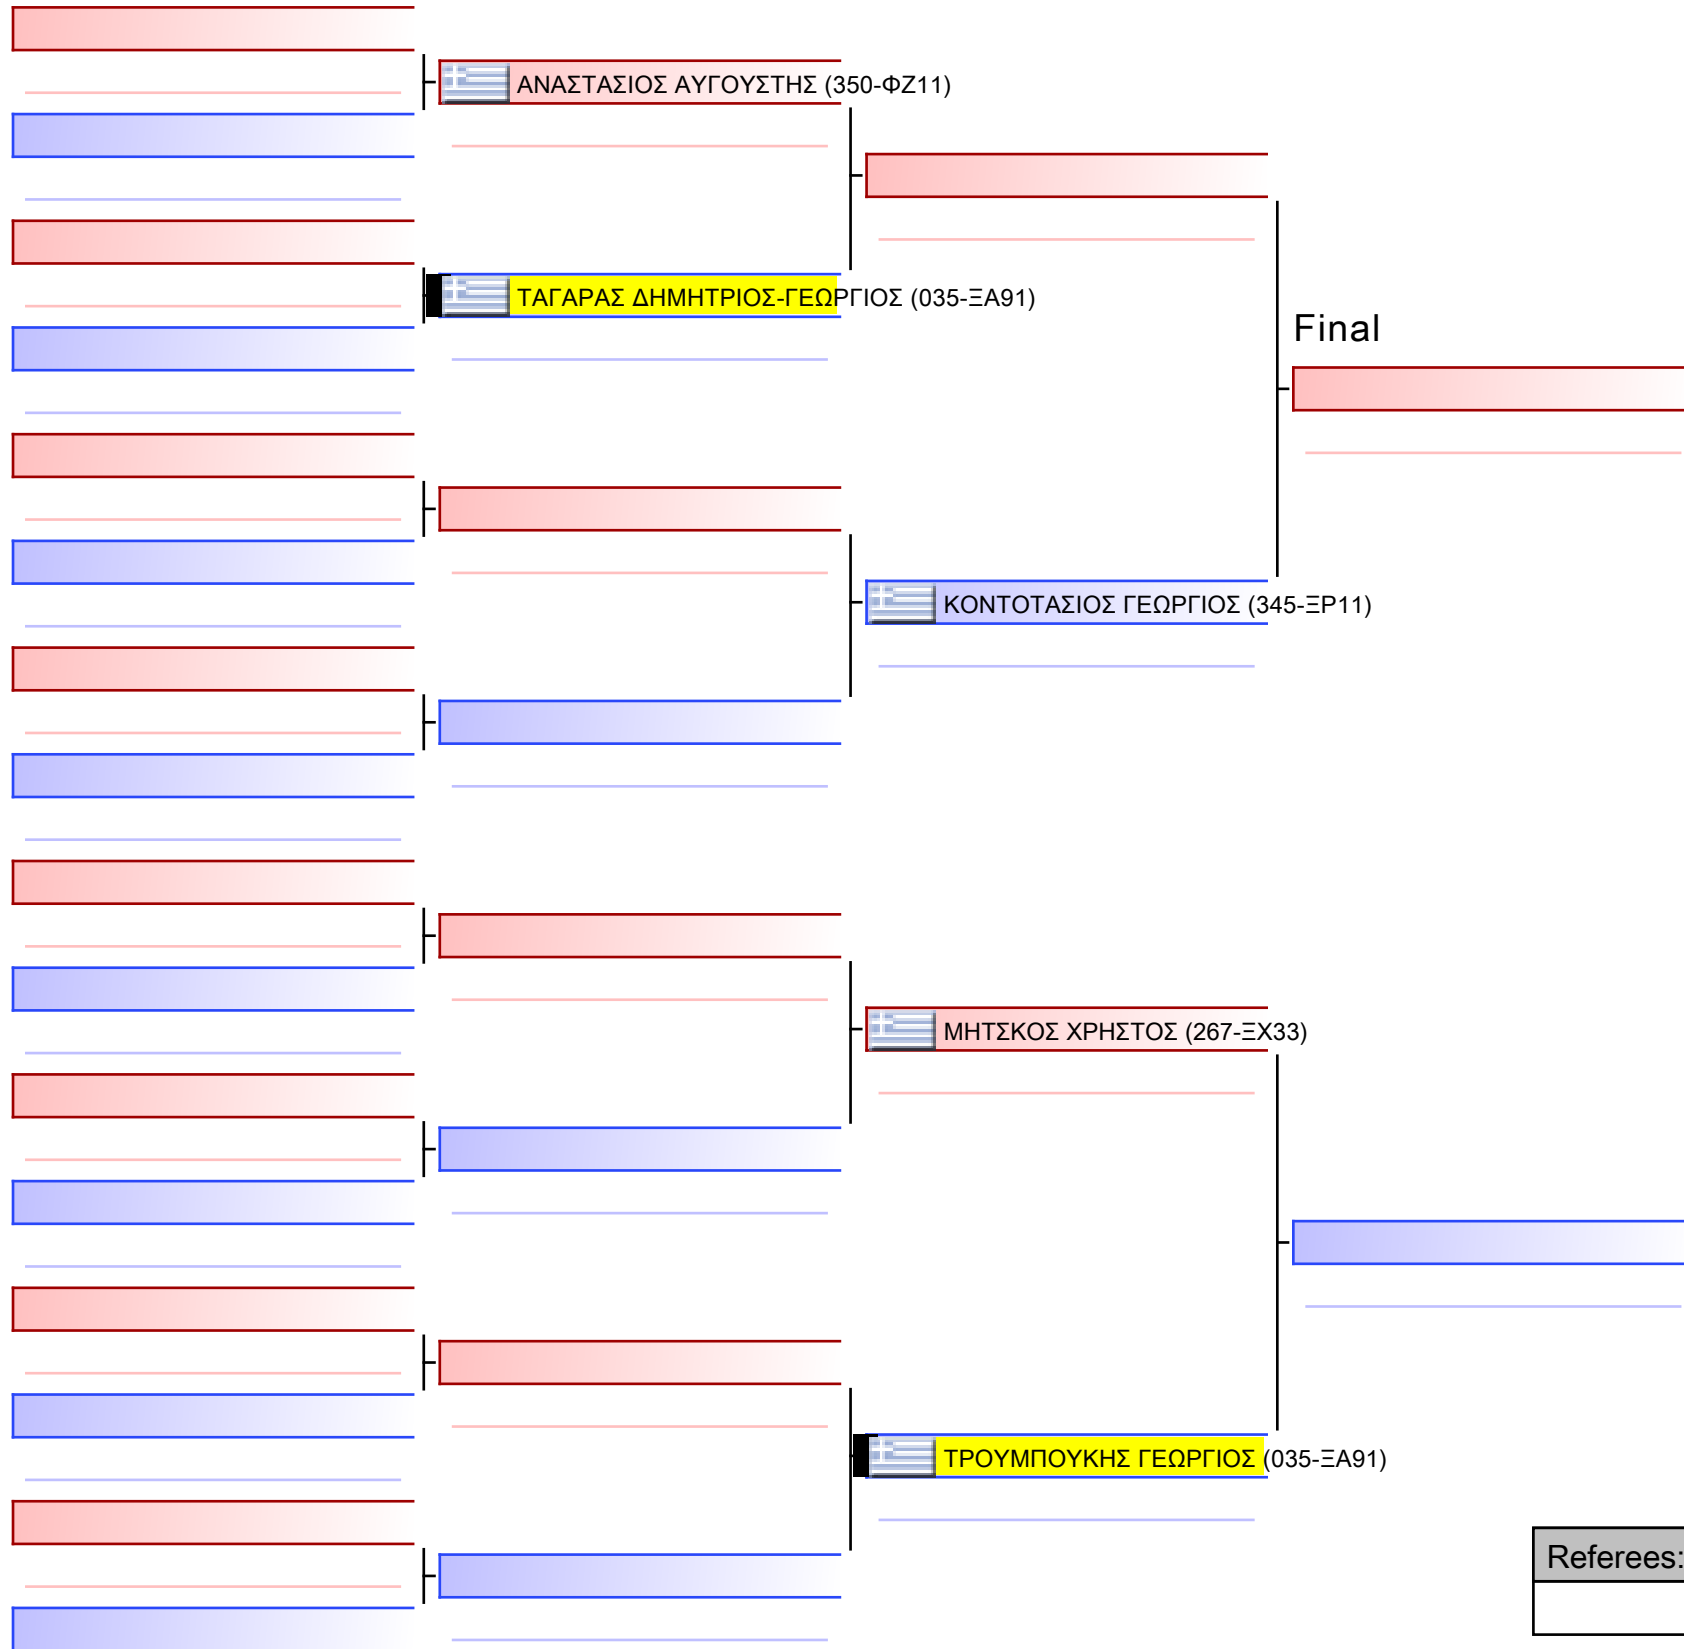 ΑΝΑΣΤΑΣΙΟΣ ΑΥΓΟΥΣΤΗΣ (350-ΦΖ11)
ΤΑΓΑΡΑΣ ΔΗΜΗΤΡΙΟΣ-ΓΕΩΡΓΙΟΣ (035-ΞΑ91)
Final
ΚΟΝΤΟΤΑΣΙΟΣ ΓΕΩΡΓΙΟΣ (345-ΞΡ11)
ΜΗΤΣΚΟΣ ΧΡΗΣΤΟΣ (267-ΞΧ33)
ΤΡΟΥΜΠΟΥΚΗΣ ΓΕΩΡΓΙΟΣ (035-ΞΑ91)
Referees: